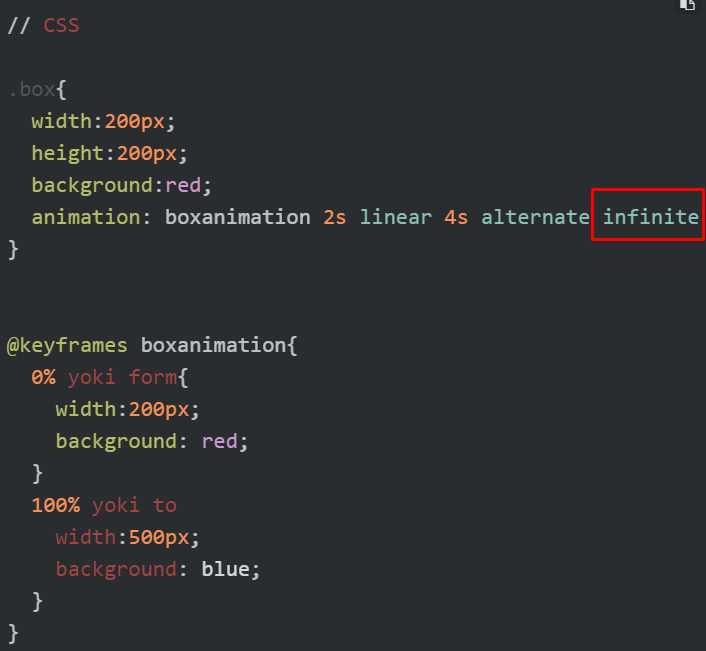 // CSS
.box{
width:200px;
height:200px;
background:red;
animation: boxanimation 2s linear 4s alternate infinite
}
@keyframes boxanimation{
0% yoki form{
width:200px;
background: red;
}
100% yoki to
width:500px;
background: blue;
}
}